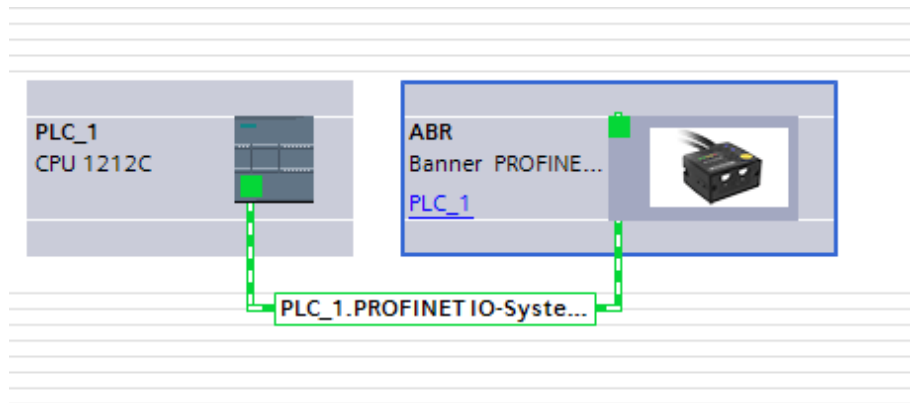 PLC_1
CPU 1212C
ABR
Banner PROFINE...
PLC_1
PLC_1.PROFINET IO-Syste...